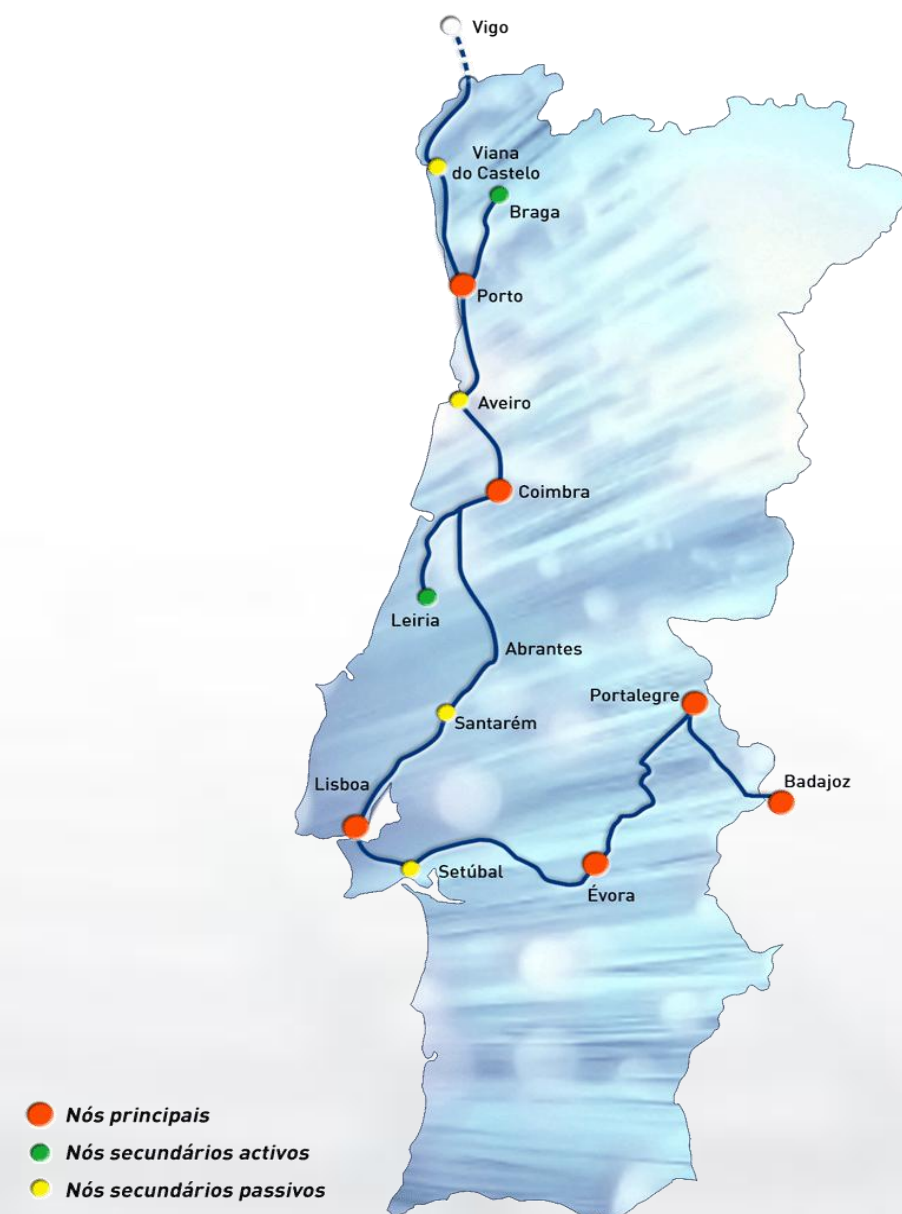 Vigo
Viana
do Castelo
Braga
Porto
Aveiro
Coimbra
Leiria
Abrantes
Portalegre
Santarém
Lisboa
Badajoz
Setúbal
Évora
Nós principais
Nós secundários activos
Nós secundários passivos